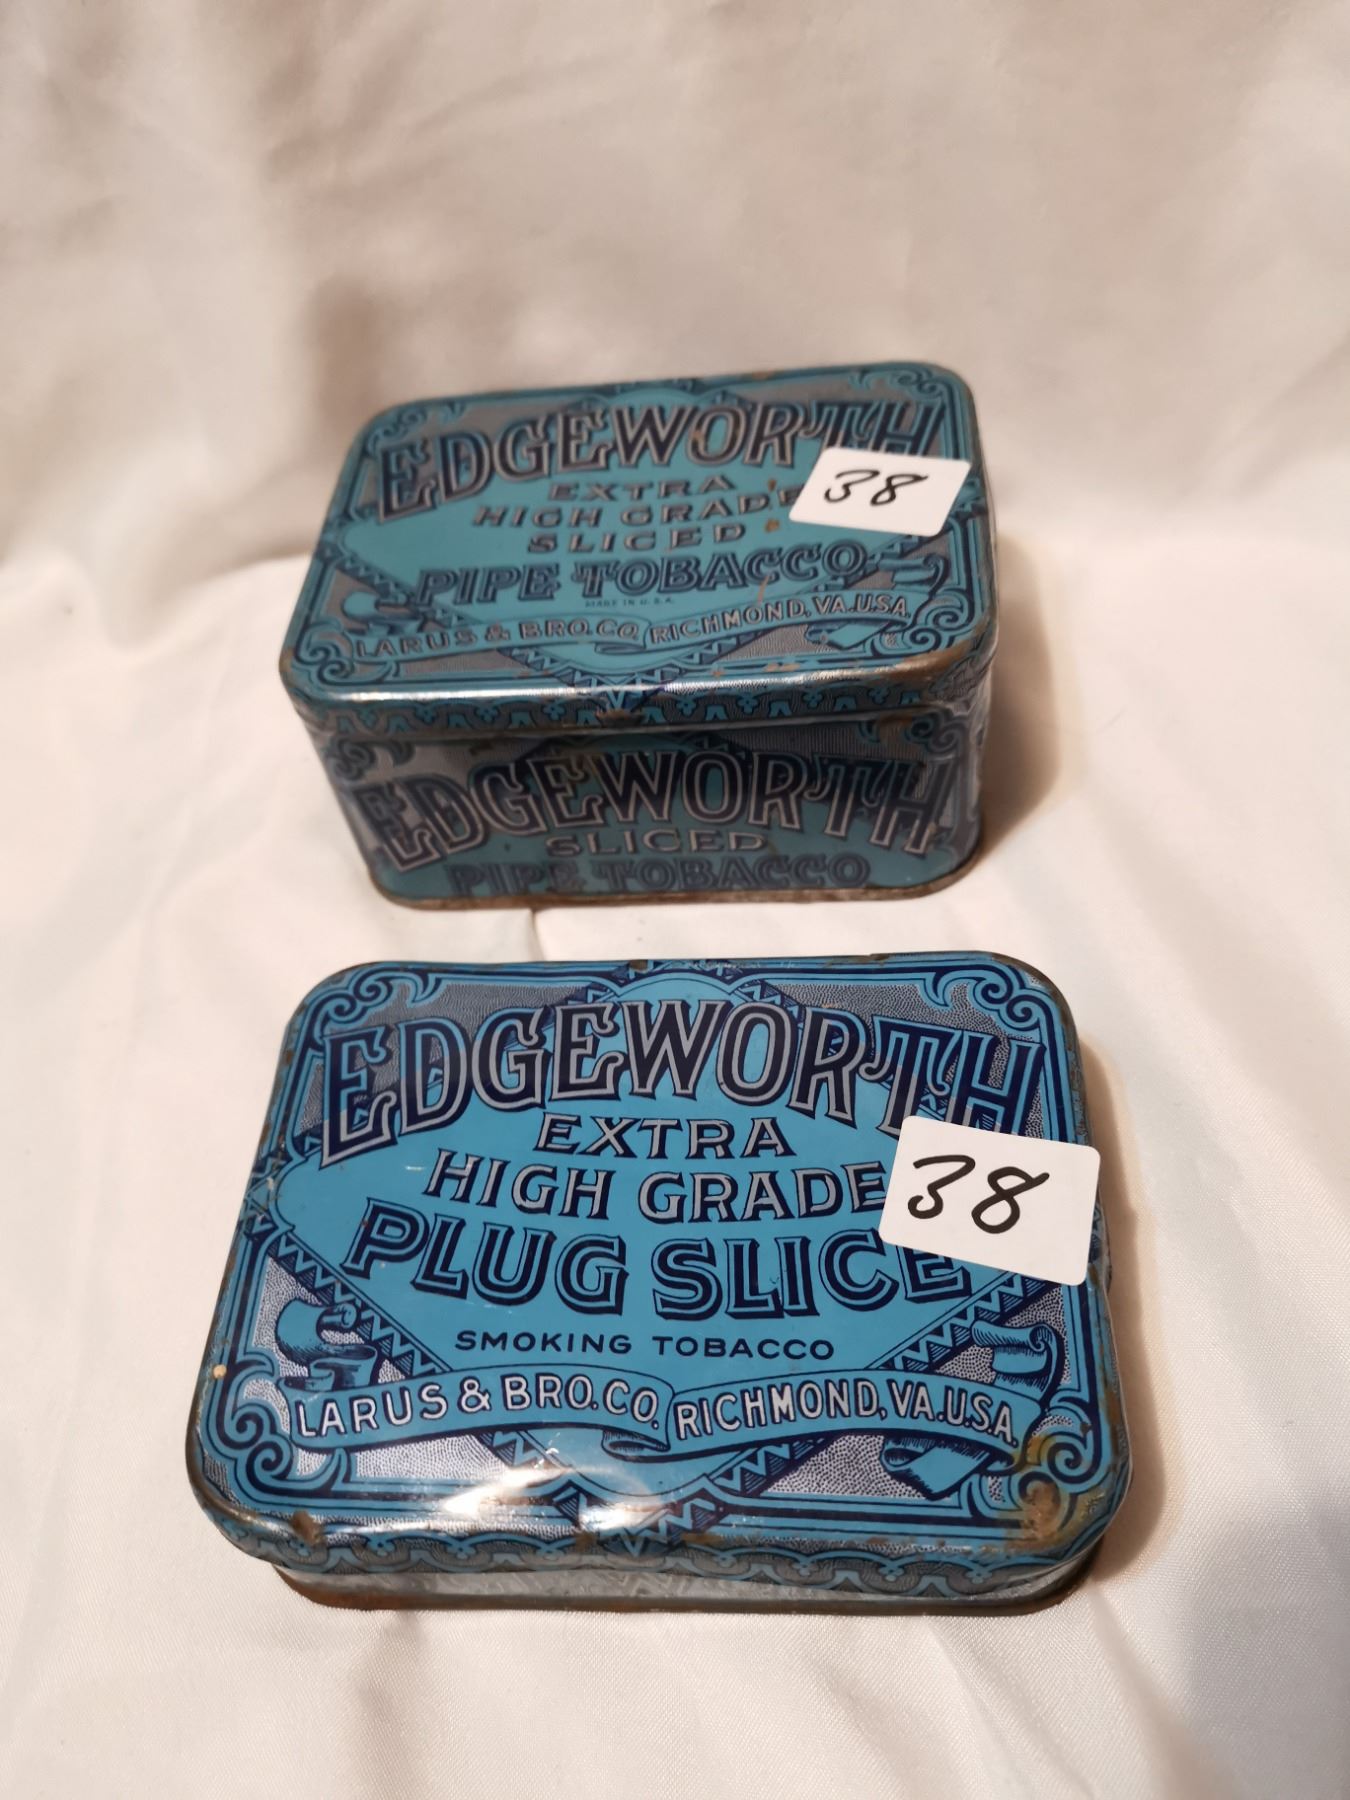 EDGEWORTH
EXTRA
HIGH GRADE
SLICED
PIPE TOBACCO
MADE IN U.S.A.
LARUS & BRO. CO. RICHMOND, VA. U.S.A.
38
EDGEWORTH
SLICED
PIPE TOBACCO
EDGEWORTH
EXTRA
HIGH GRADE
PLUG SLICE
SMOKING TOBACCO
LARUS & BRO. CO. RICHMOND, VA. U.S.A.
38